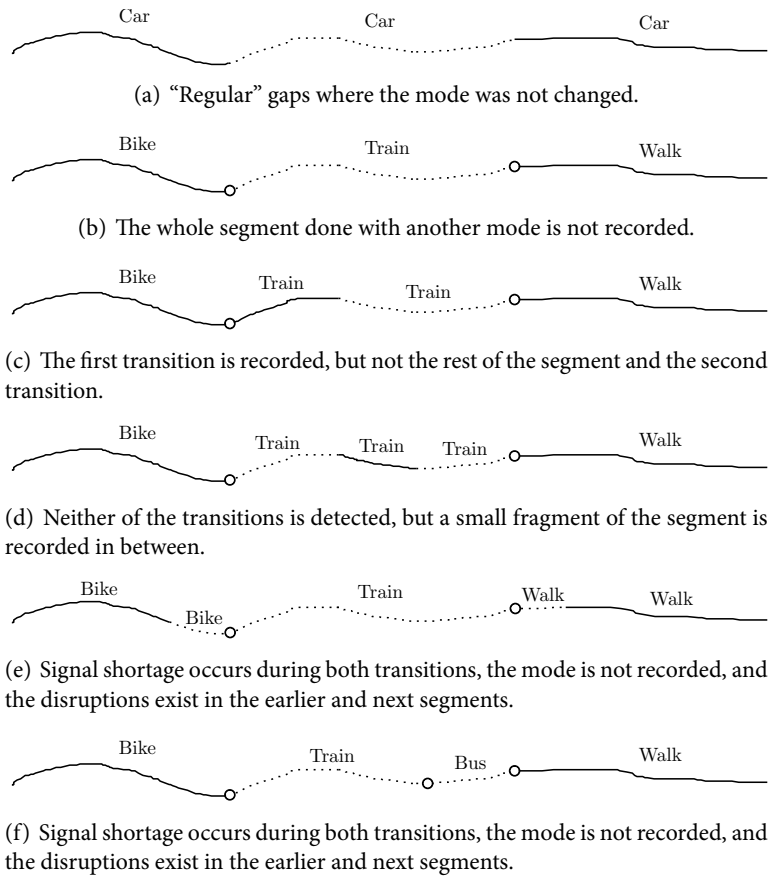 Car Car Car
(a) “Regular” gaps where the mode was not changed.
Bike Train Walk
(b) The whole segment done with another mode is not recorded.
Bike Train Train Walk
(c) The first transition is recorded, but not the rest of the segment and the second
transition.
Bike Train Train Train Walk
(d) Neither of the transitions is detected, but a small fragment of the segment is
recorded in between.
Bike Bike Train Walk Walk
(e) Signal shortage occurs during both transitions, the mode is not recorded, and
the disruptions exist in the earlier and next segments.
Bike Train Bus Walk
(f) Signal shortage occurs during both transitions, the mode is not recorded, and
the disruptions exist in the earlier and next segments.